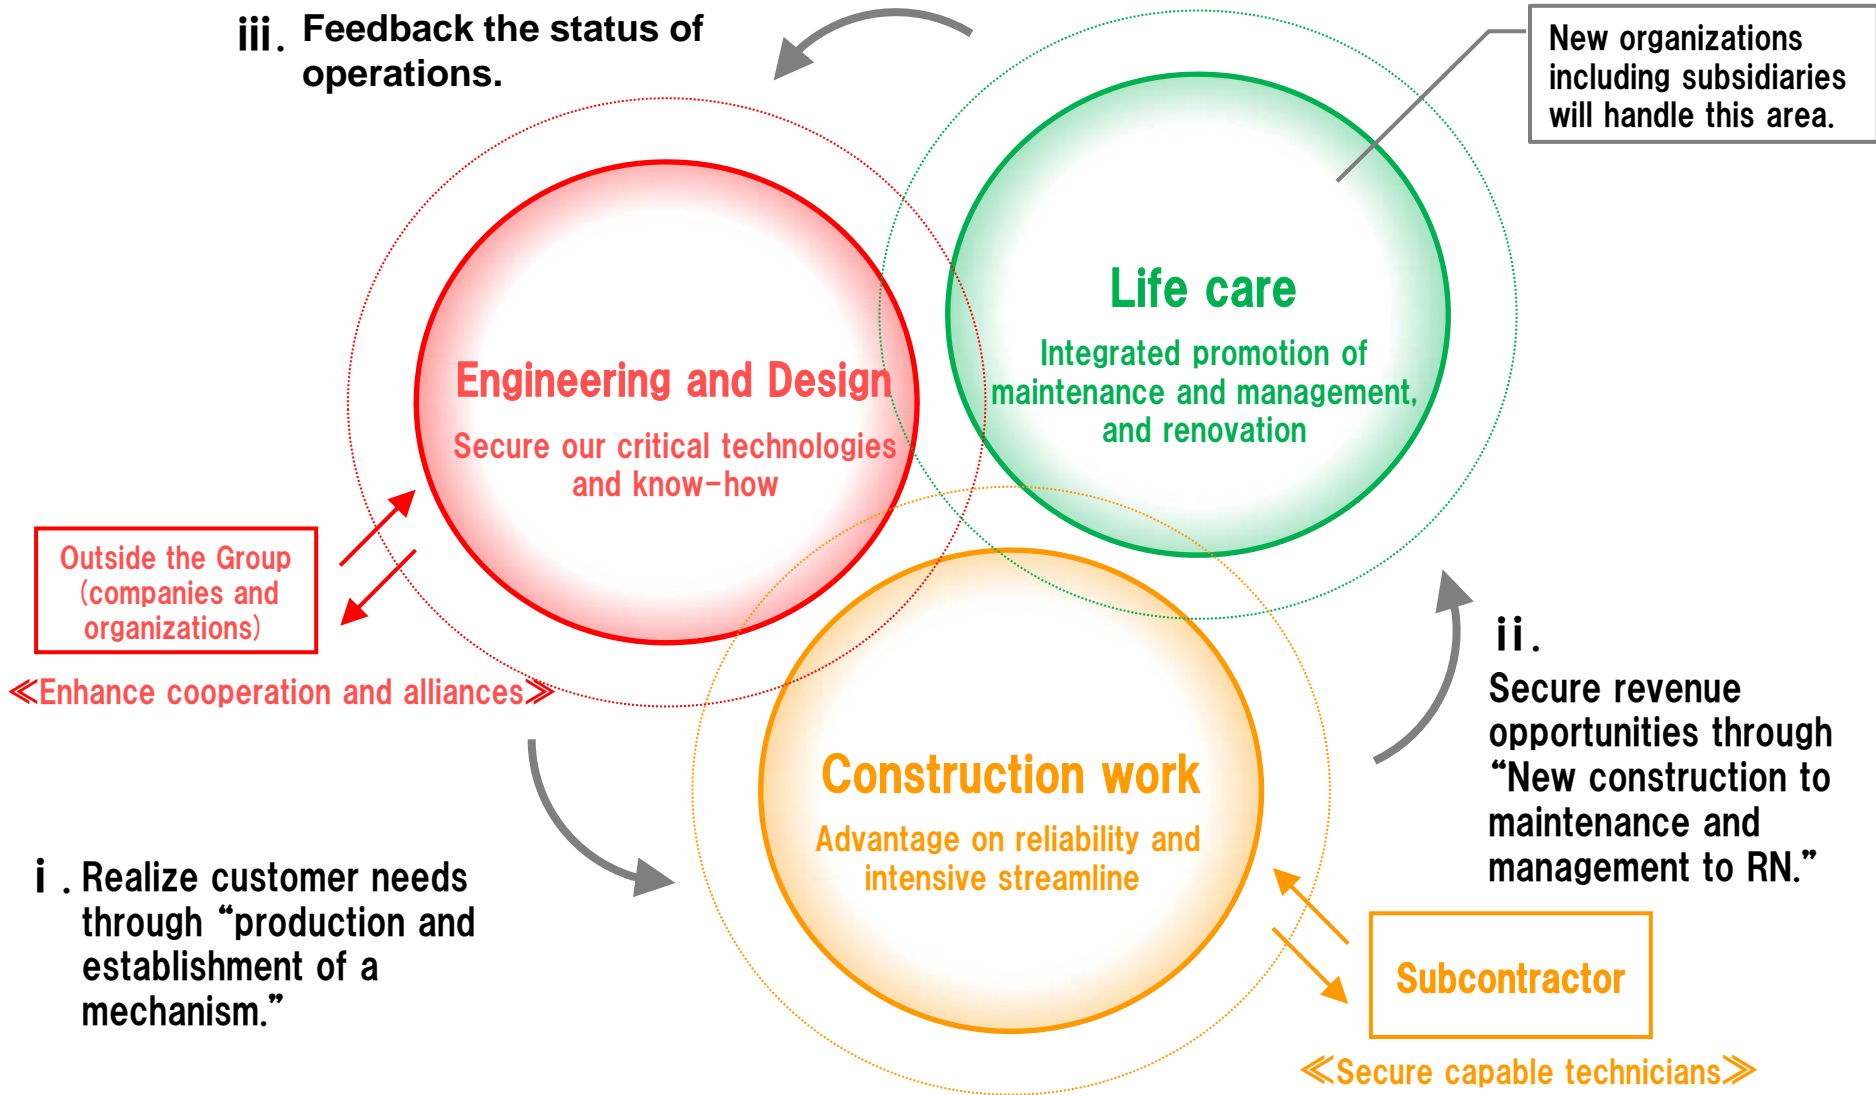 iii. Feedback the status of
operations.
New organizations
including subsidiaries
will handle this area.
Life care
Integrated promotion of
maintenance and management,
and renovation
Engineering and Design
Secure our critical technologies
and know-how
Outside the Group
(companies and
organizations)
≪Enhance cooperation and alliances≫
ii.
Secure revenue
opportunities through
“New construction to
maintenance and
management to RN.”
Construction work
Advantage on reliability and
intensive streamline
i. Realize customer needs
through “production and
establishment of a
mechanism.”
Subcontractor
≪Secure capable technicians≫